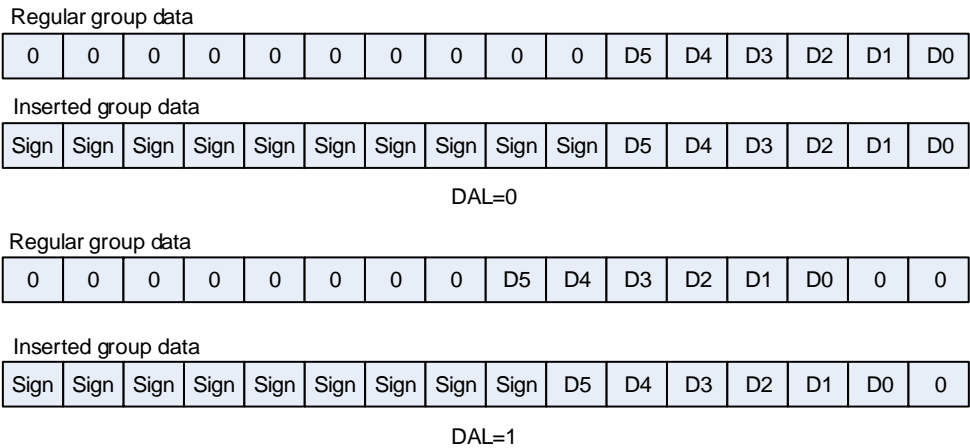 Regular group data
0 0 0 0 0 0 0 0 0 0 D5 D4 D3 D2 D1 D0
Inserted group data
Sign Sign Sign Sign Sign Sign Sign Sign Sign Sign D5 D4 D3 D2 D1 D0
DAL=0
Regular group data
0 0 0 0 0 0 0 0 D5 D4 D3 D2 D1 D0 0 0
Inserted group data
Sign Sign Sign Sign Sign Sign Sign Sign Sign D5 D4 D3 D2 D1 D0 0
DAL=1